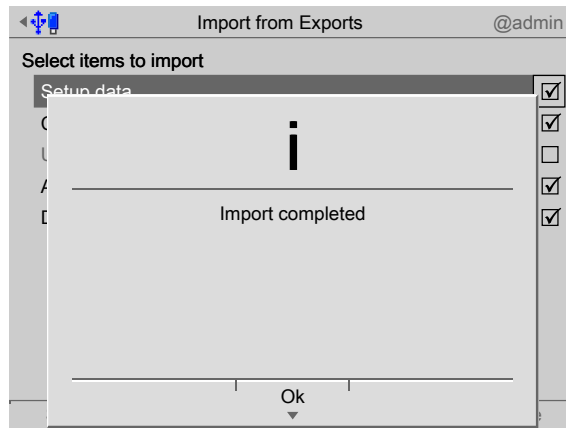 Import from Exports
@admin
Select items to import
Setup data
i
Import completed
Ok